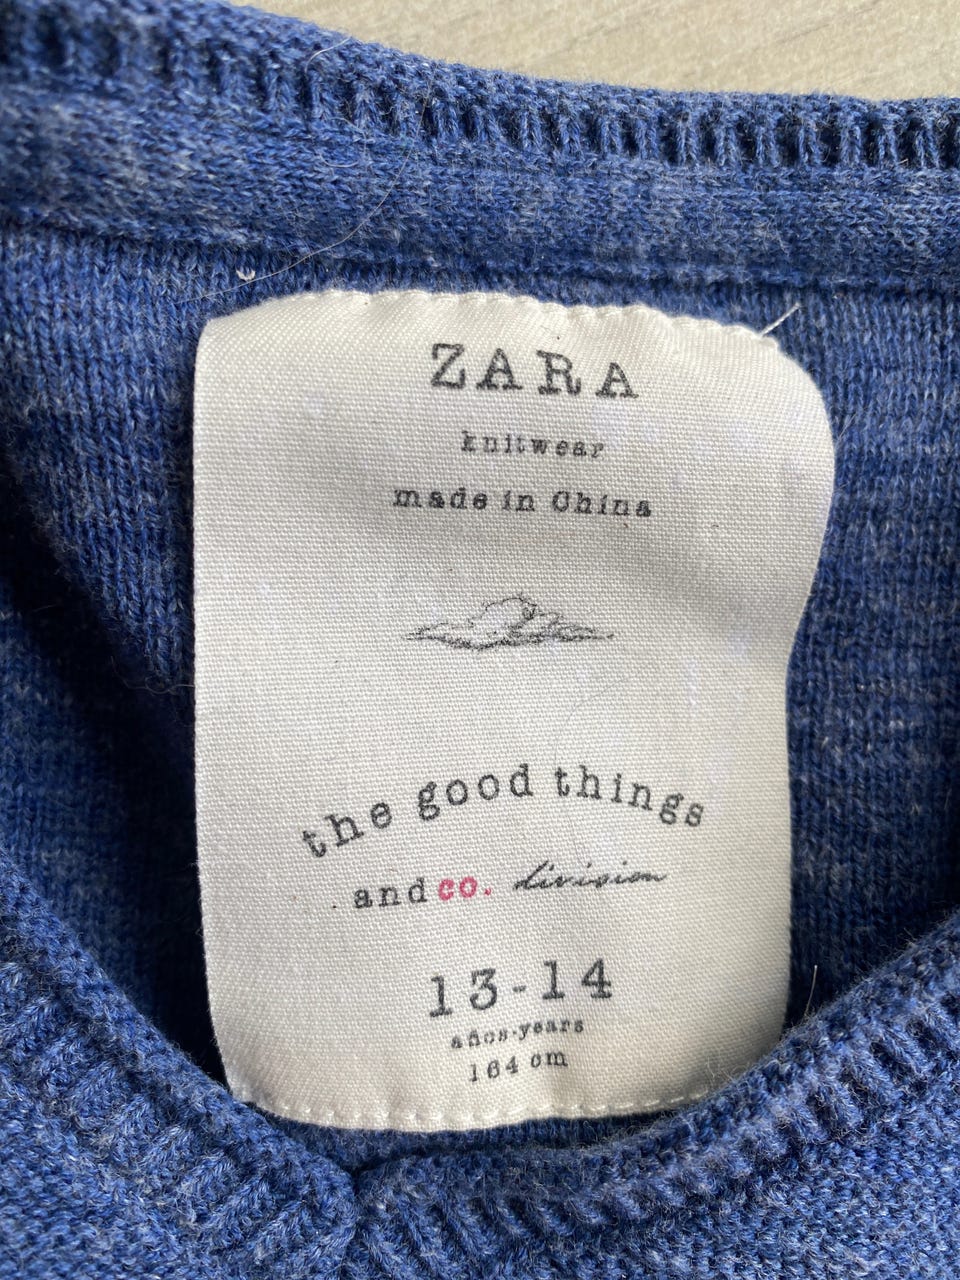 ZARA
knitwear
made in China
the good things
and co. division
13-14
años-years
164 cm